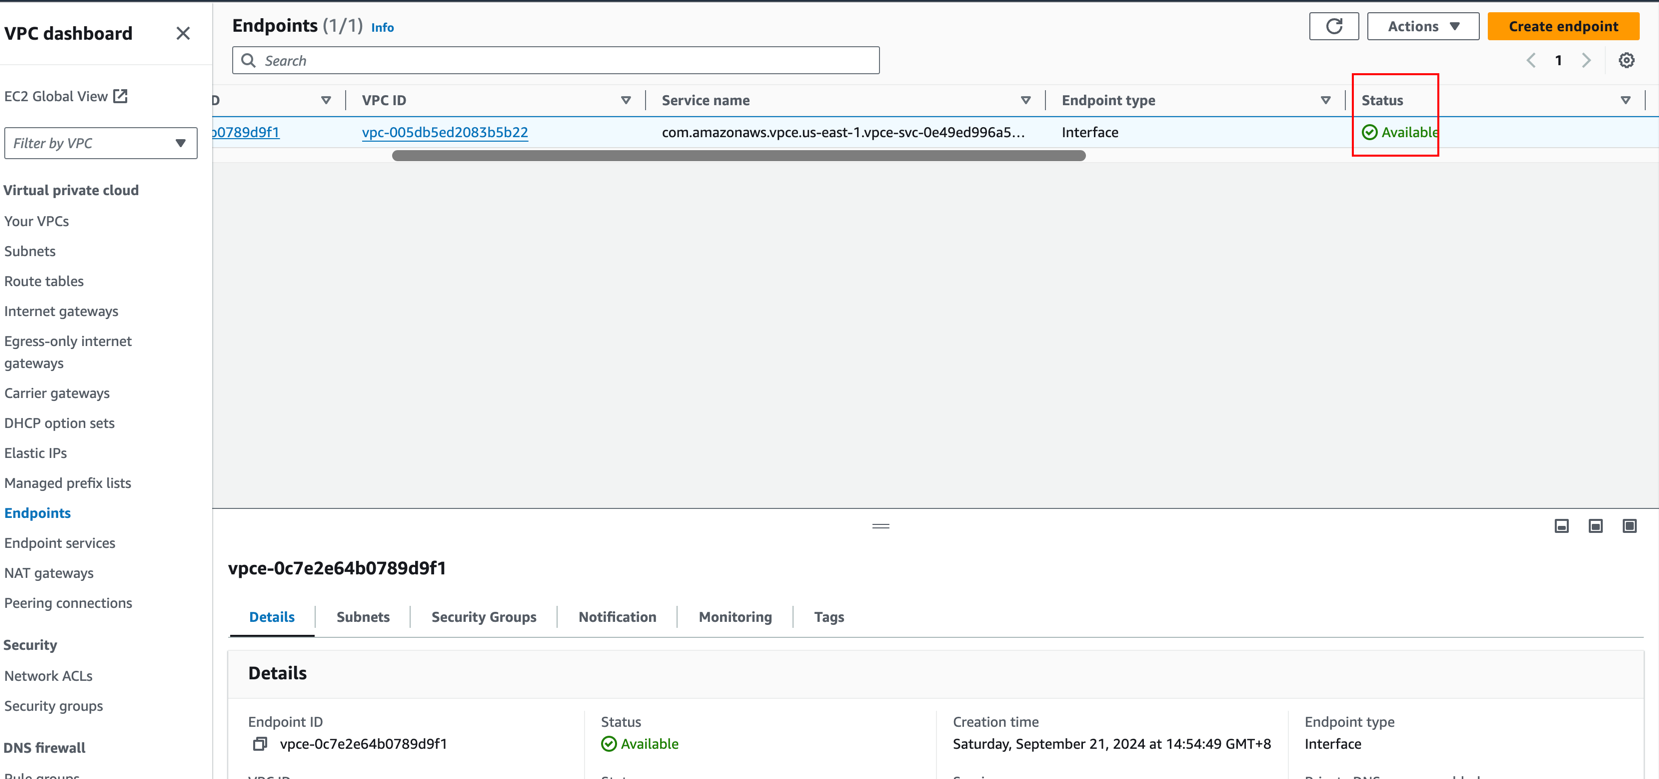 VPC dashboard
EC2 Global View
Filter by VPC
Virtual private cloud
Your VPCs
Subnets
Route tables
Internet gateways
Egress-only internet
gateways
Carrier gateways
DHCP option sets
Elastic IPs
Managed prefix lists
Endpoints
Endpoint services
NAT gateways
Peering connections
Security
Network ACLs
Security groups
DNS firewall
Rule groups
Endpoints (1/1) Info
Actions
Create endpoint
Search
1
D VPC ID Service name Endpoint type Status
b0789d9f1 vpc-005db5ed2083b5b22 com.amazonaws.vpce.us-east-1.vpce-svc-0e49ed996a5... Interface Available
vpce-0c7e2e64b0789d9f1
Details Subnets Security Groups Notification Monitoring Tags
Details
Endpoint ID Status Creation time Endpoint type
vpce-0c7e2e64b0789d9f1 Available Saturday, September 21, 2024 at 14:54:49 GMT+8 Interface
VPC ID